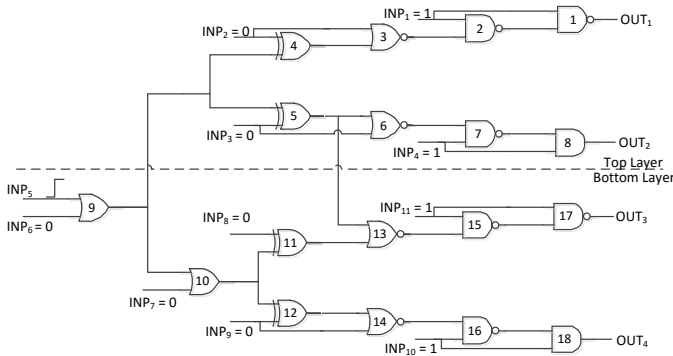 INP1 = 1
1
OUT1
INP2 = 0
3
2
4
5
6
INP3 = 0
7
INP4 = 1
8
OUT2
Top Layer
Bottom Layer
INP5
9
INP6 = 0
INP8 = 0
INP11 = 1
17
OUT3
13
15
11
10
INP7 = 0
12
INP9 = 0
14
16
INP10 = 1
18
OUT4